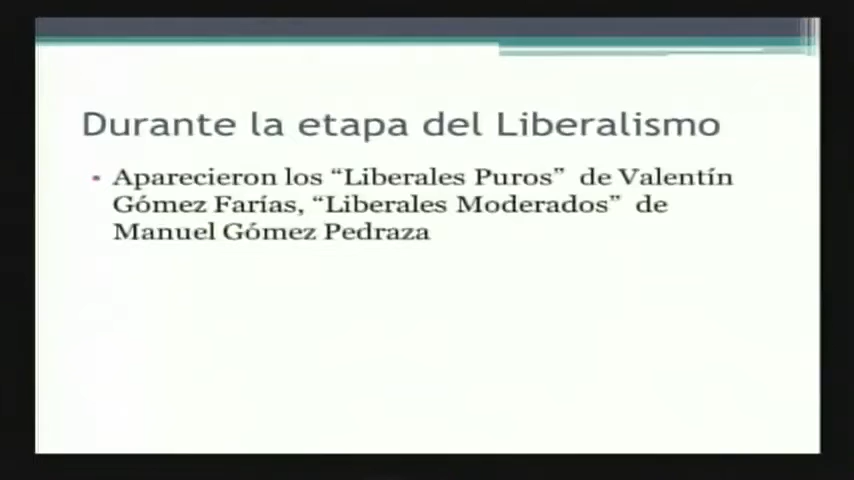 Durante la etapa del Liberalismo
• Aparecieron los “Liberales Puros”  de Valentín
Gómez Farías, “Liberales Moderados”  de
Manuel Gómez Pedraza